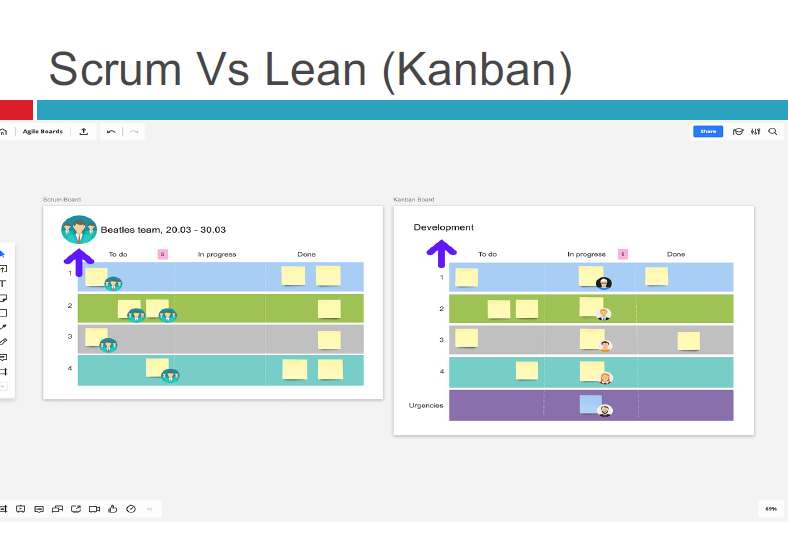 Scrum Vs Lean (Kanban)
Agile Boards
Share
Scrum Board
Kanban Board
Beatles team, 20.03 - 30.03
To do
In progress
Done
1
2
3
4
Development
To do
In progress
Done
1
2
3
4
Urgencies
69%